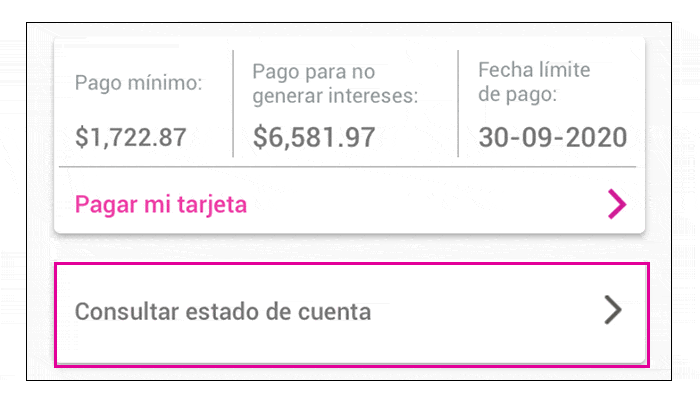 Pago mínimo:
$1,722.87
Pago para no
generar intereses:
$6,581.97
Fecha límite
de pago:
30-09-2020
Pagar mi tarjeta
Consultar estado de cuenta